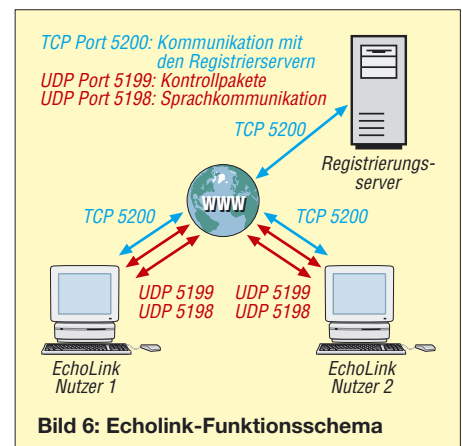 TCP Port 5200: Kommunikation mit
den Registrierservern
UDP Port 5199: Kontrollpakete
UDP Port 5198: Sprachkommunikation
TCP 5200
Registrierungs-
server
WWW
TCP 5200
TCP 5200
UDP 5199
UDP 5198
UDP 5199
UDP 5198
EchoLink
Nutzer 1
EchoLink
Nutzer 2
Bild 6: Echolink-Funktionsschema